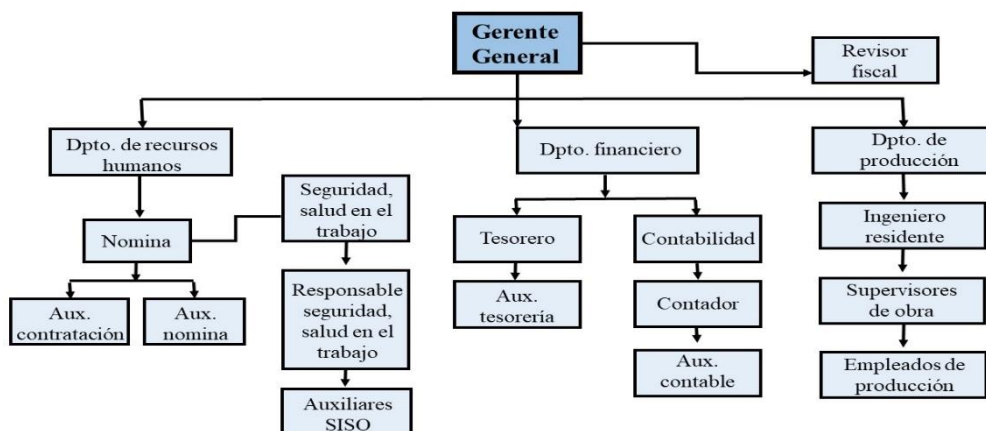 Gerente
General
Revisor
fiscal
Dpto. de recursos
humanos
Dpto. financiero
Dpto. de
producción
Seguridad,
salud en el
trabajo
Nomina
Tesorero
Contabilidad
Ingeniero
residente
Aux.
contratación
Aux.
nomina
Responsable
seguridad,
salud en el
trabajo
Aux.
tesorería
Contador
Supervisores
de obra
Aux.
contable
Empleados de
producción
Auxiliares
SISO